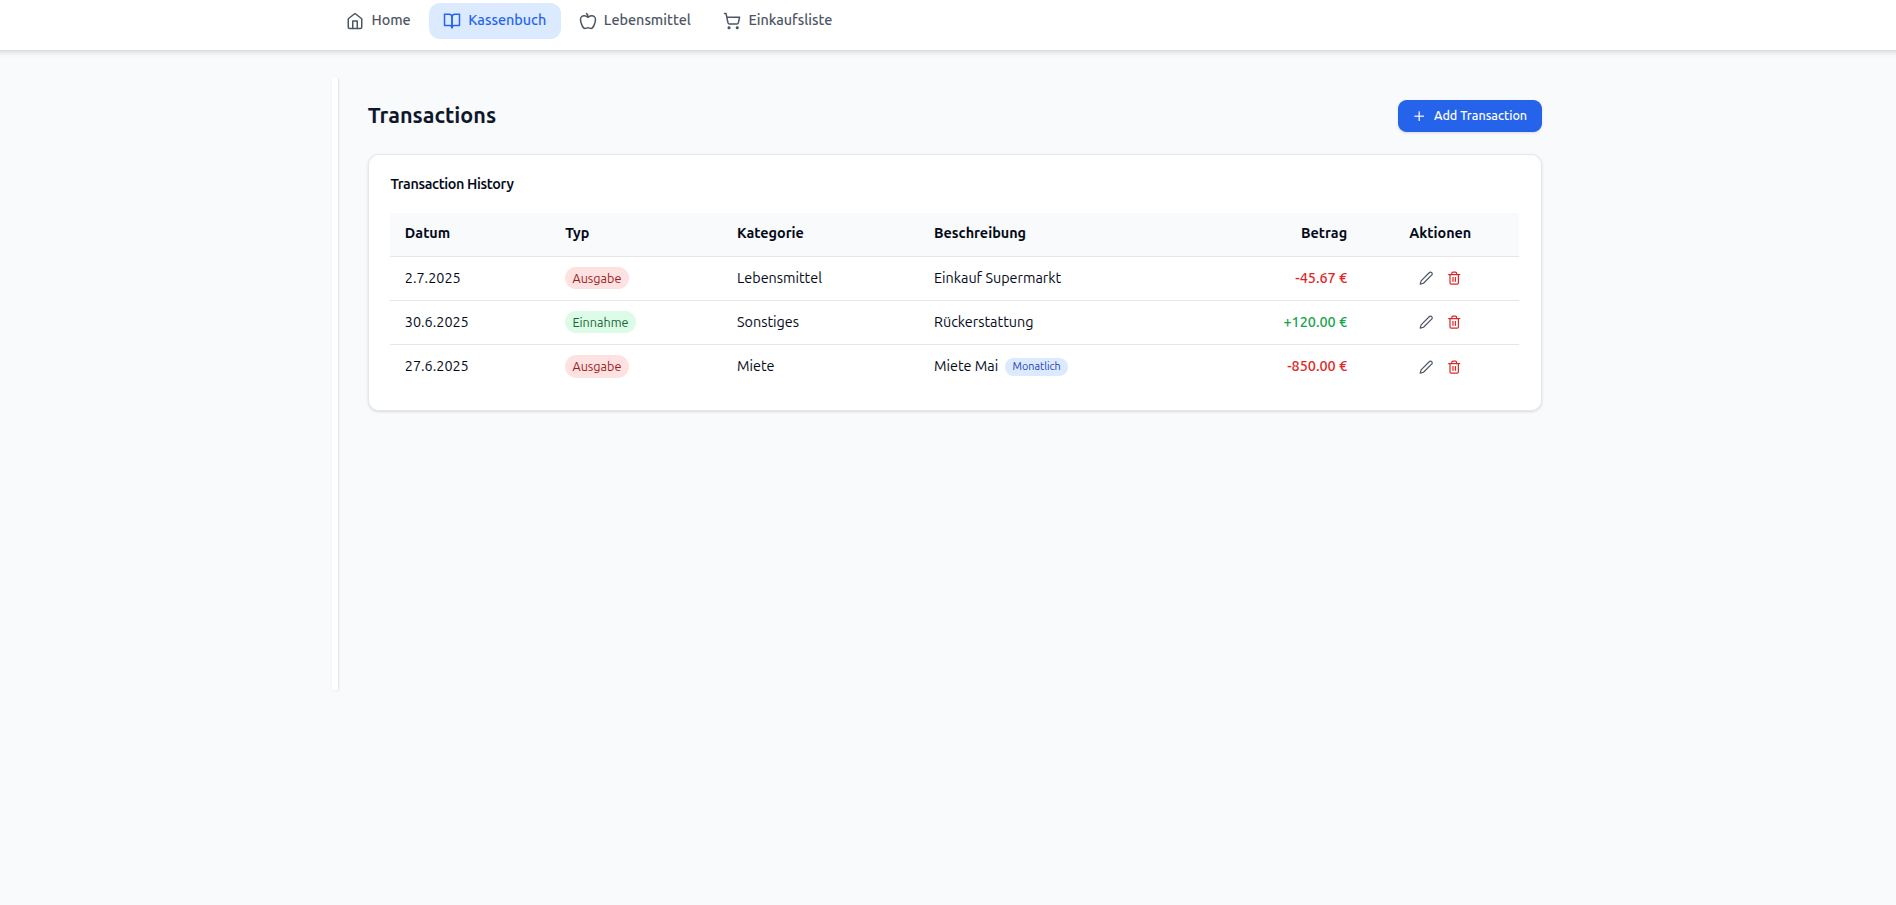 Home Kassenbuch Lebensmittel Einkaufsliste
Transactions
+ Add Transaction
Transaction History
Datum Typ Kategorie Beschreibung Betrag Aktionen
2.7.2025 Ausgabe Lebensmittel Einkauf Supermarkt -45.67 €
30.6.2025 Einnahme Sonstiges Rückerstattung +120.00 €
27.6.2025 Ausgabe Miete Miete Mai Monatlich -850.00 €